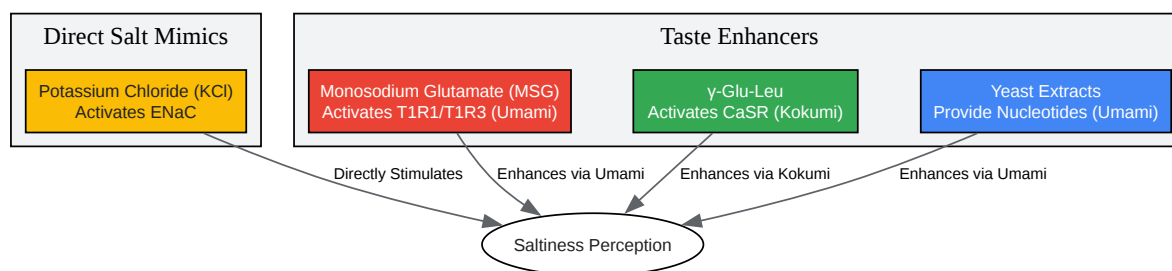 Direct Salt Mimics
Taste Enhancers
Potassium Chloride (KCl)
Activates ENaC
Monosodium Glutamate (MSG)
Activates T1R1/T1R3 (Umami)
γ-Glu-Leu
Activates CaSR (Kokumi)
Yeast Extracts
Provide Nucleotides (Umami)
Directly Stimulates
Enhances via Umami
Enhances via Kokumi
Enhances via Umami
Saltiness Perception